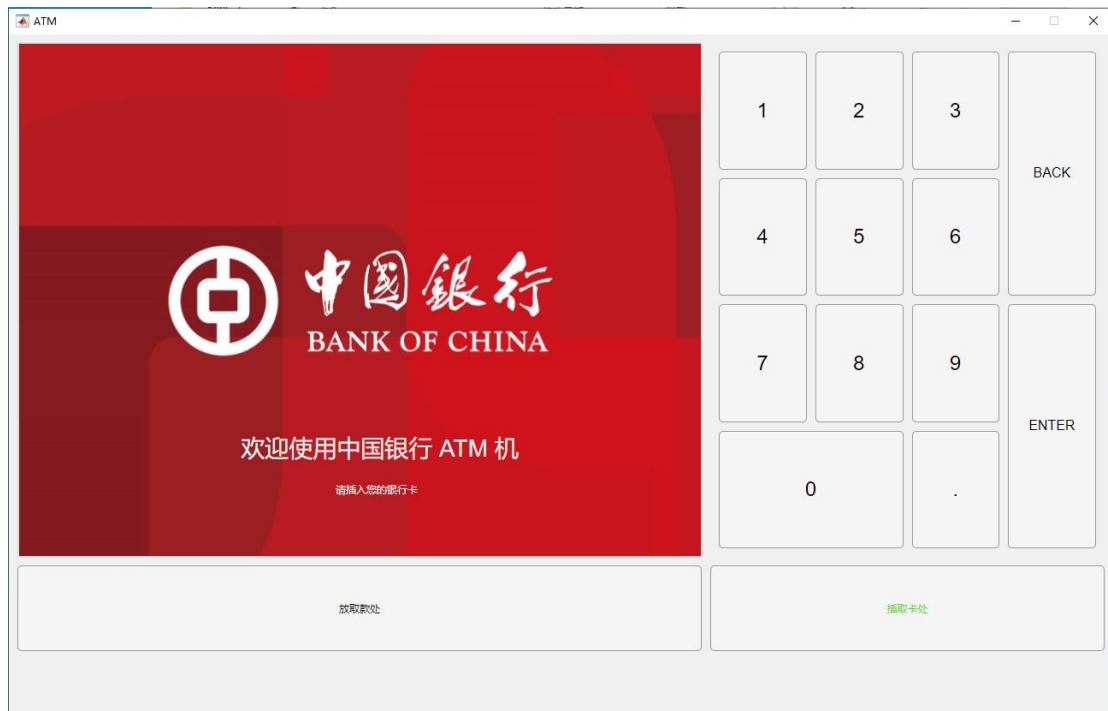 ATM
中国銀行
BANK OF CHINA
欢迎使用中国银行 ATM 机
请插入您的银行卡
1 2 3
BACK
4 5 6
7 8 9
ENTER
0 .
放取款处
插取卡处